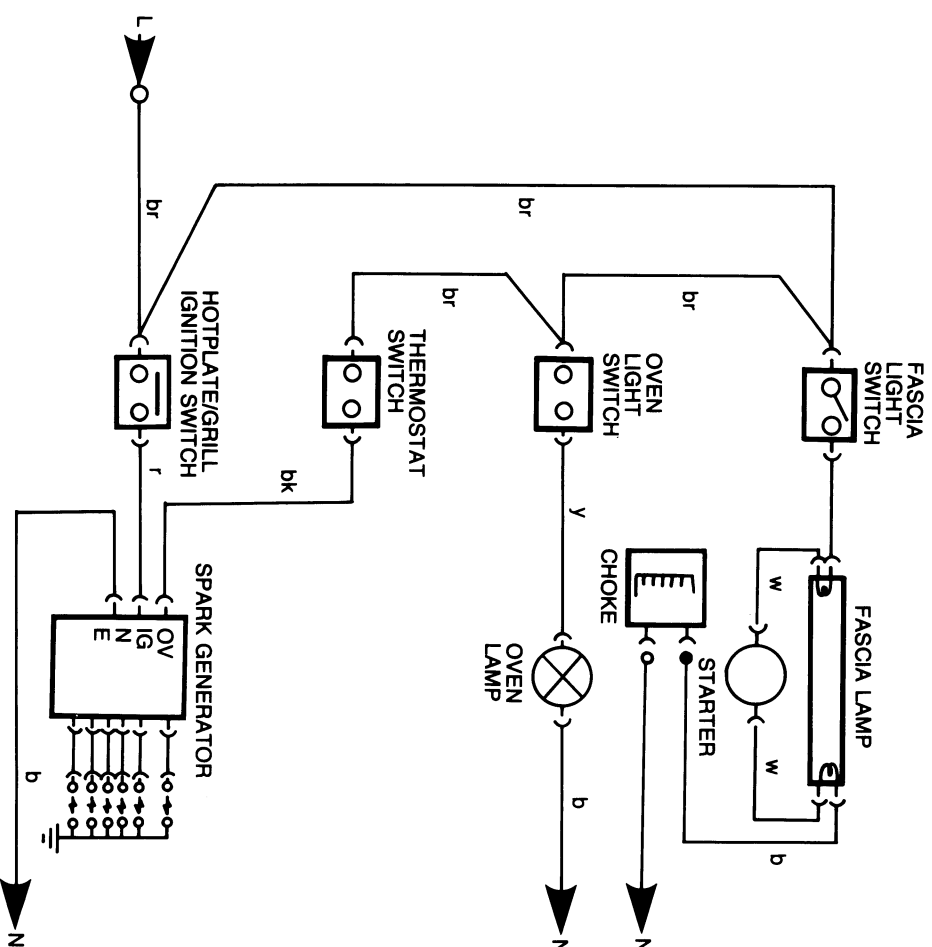 L
br
br
br
br
FASCIA
LIGHT
SWITCH
OVEN
LIGHT
SWITCH
THERMOSTAT
SWITCH
HOTPLATE/GRILL
IGNITION SWITCH
r
bk
y
w
w
CHOKE
STARTER
FASCIA LAMP
SPARK GENERATOR
OV
IG
N
E
OVEN
LAMP
b
b
b
N
N
N